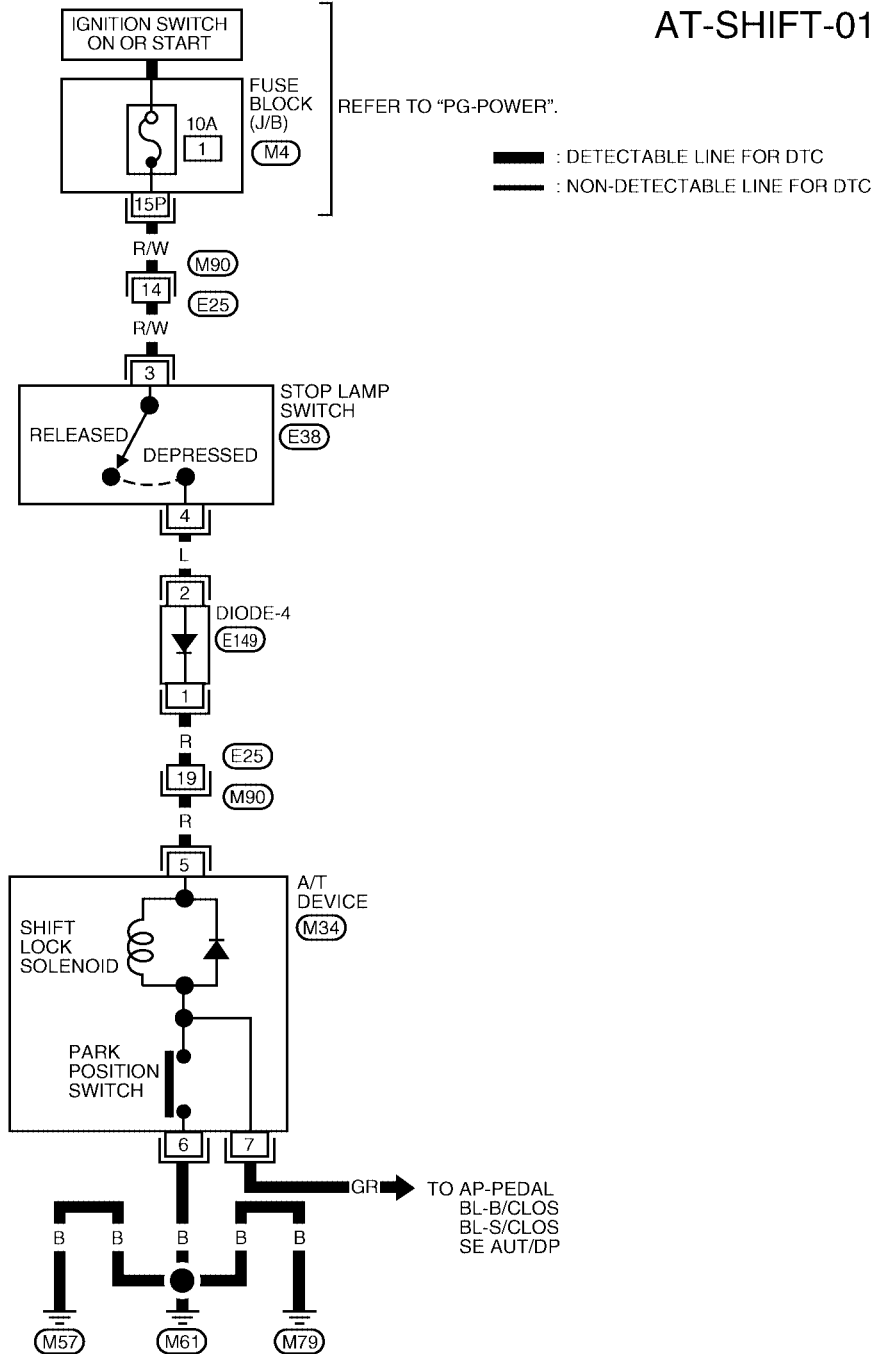 AT-SHIFT-01
IGNITION SWITCH
ON OR START
FUSE
BLOCK
(J/B)
M4
10A
1
REFER TO "PG-POWER".
: DETECTABLE LINE FOR DTC
: NON-DETECTABLE LINE FOR DTC
15P
R/W
M90
14
E25
R/W
3
STOP LAMP
SWITCH
E38
RELEASED
DEPRESSED
4
L
2
DIODE-4
E149
1
R
E25
19
M90
R
5
A/T
DEVICE
M34
SHIFT
LOCK
SOLENOID
PARK
POSITION
SWITCH
6
7
GR
TO AP-PEDAL
BL-B/CLOS
BL-S/CLOS
SE AUT/DP
B
B
B
B
B
M57
M61
M79